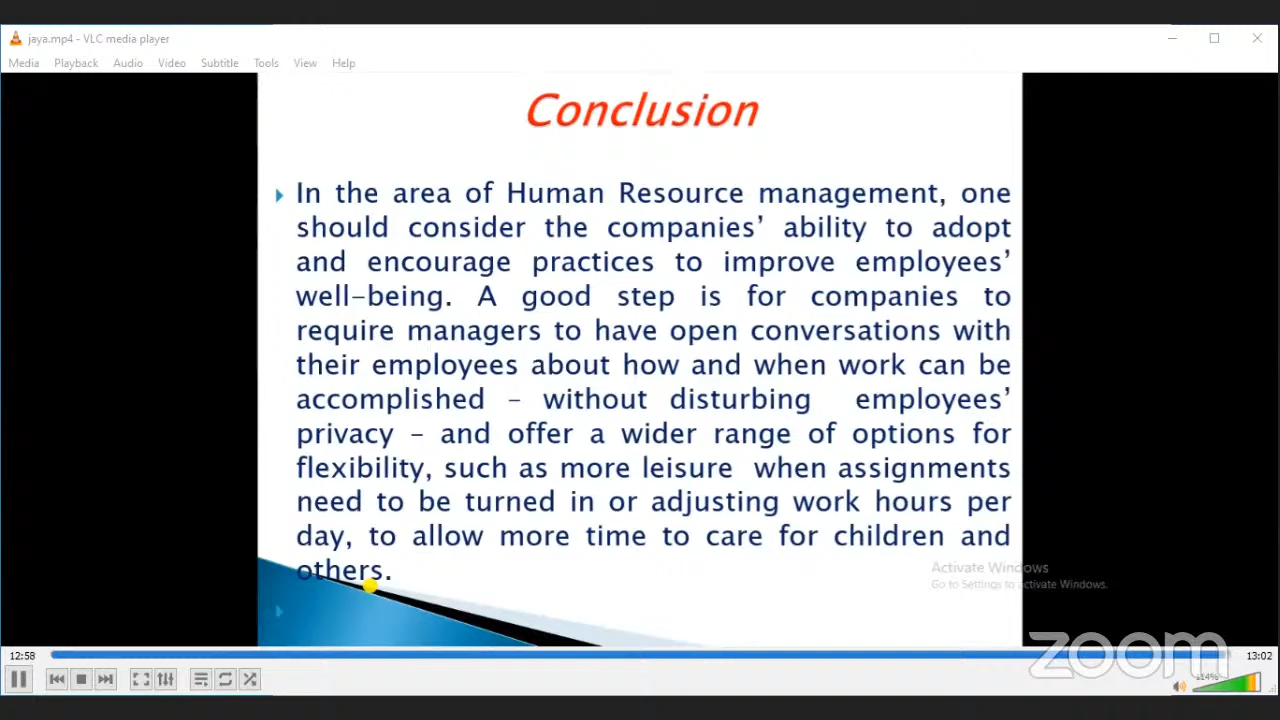 jaya.mp4 - VLC media player
Media Playback Audio Video Subtitle Tools View Help
Conclusion
In the area of Human Resource management, one
should consider the companies’ ability to adopt
and encourage practices to improve employees’
well-being. A good step is for companies to
require managers to have open conversations with
their employees about how and when work can be
accomplished – without disturbing employees’
privacy – and offer a wider range of options for
flexibility, such as more leisure when assignments
need to be turned in or adjusting work hours per
day, to allow more time to care for children and
others.
Activate Windows
Go to Settings to activate Windows.
zoom
12:58
13:02
114%